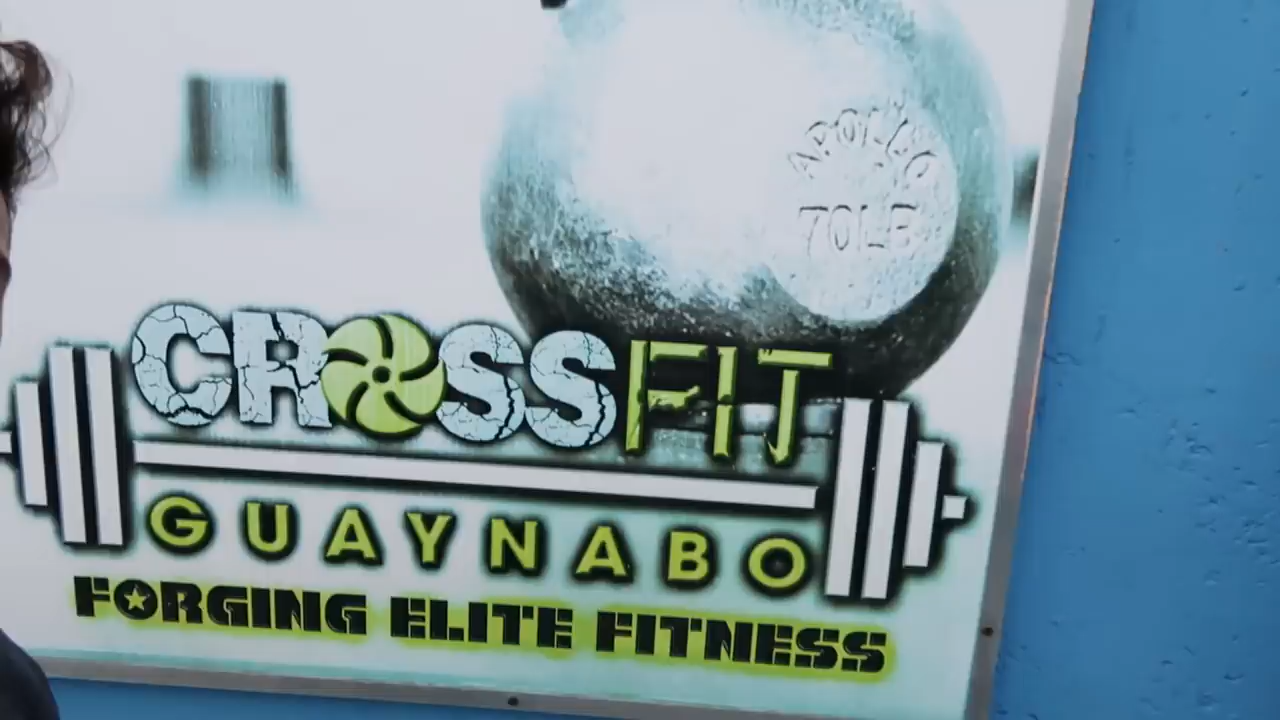 APOLLO
70LB
CROSSFIT
GUAYNABO
FORGING ELITE FITNESS